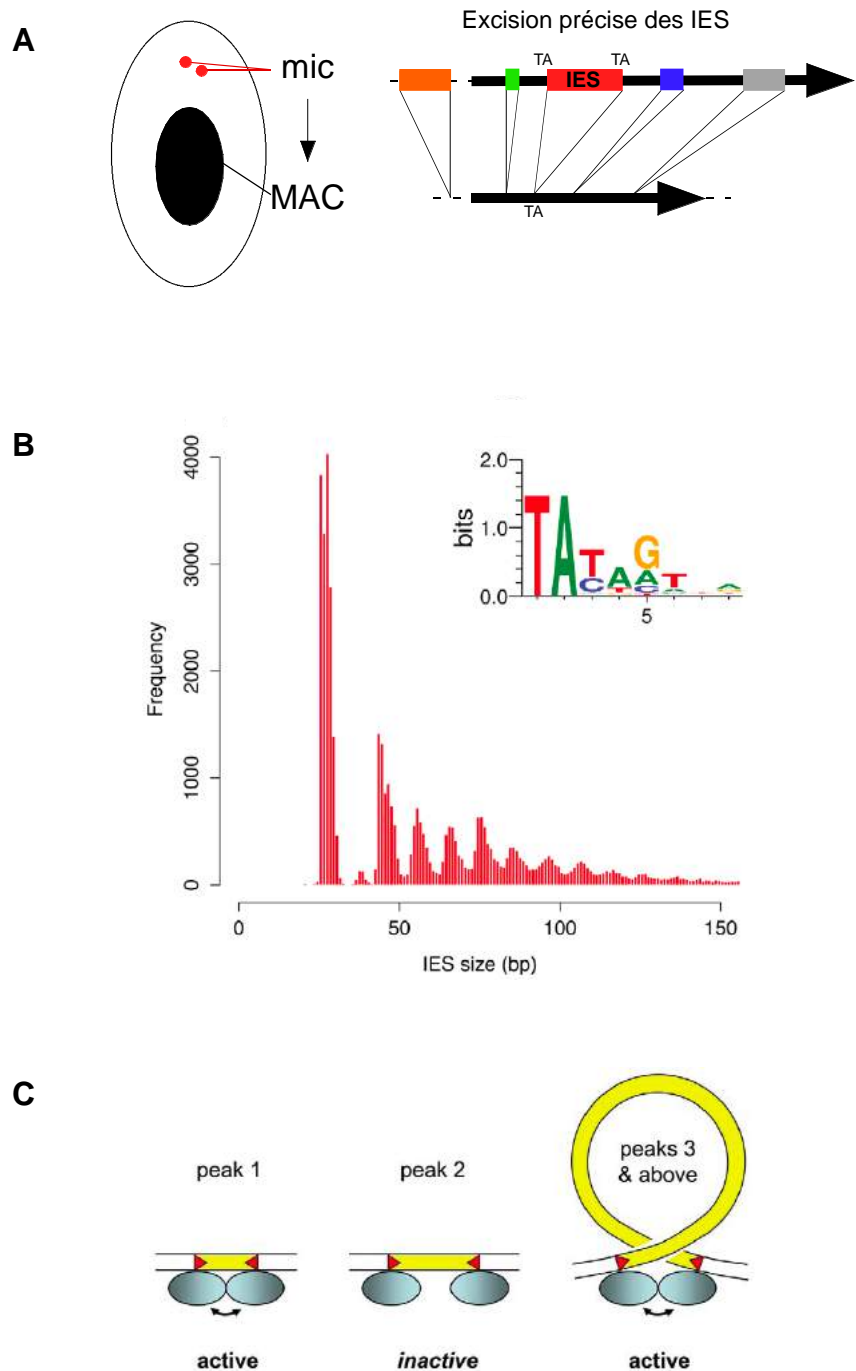 A
Excision précise des IES
mic
MAC
TA TA
IES
TA
B
4000
3000
2000
1000
0
Frequency
0 50 100 150
IES size (bp)
2.0
1.0
0.0
bits
TATAGT A
CTAC
5
C
peak 1
peak 2
peaks 3
& above
active
inactive
active